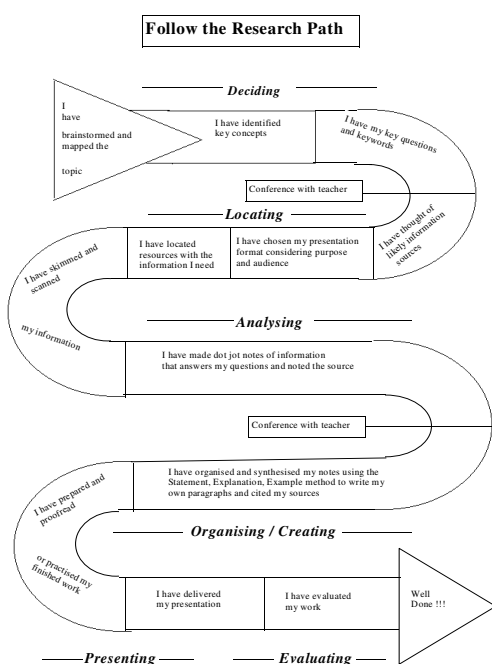 Follow the Research Path
Deciding
I
have
brainstormed and
mapped the
topic
I have identified
key concepts
I have my key questions
and keywords
Conference with teacher
I have thought of
likely information
sources
Locating
I have chosen my presentation
format considering purpose
and audience
I have located
resources with the
information I need
I have skimmed and
scanned
my information
Analysing
I have made dot jot notes of information
that answers my questions and noted the source
Conference with teacher
I have organised and synthesised my notes using the
Statement, Explanation, Example method to write my
own paragraphs and cited my sources
Organising / Creating
I have prepared and
proofread
or practised my
finished work
I have delivered
my presentation
I have evaluated
my work
Well
Done !!!
Presenting
Evaluating